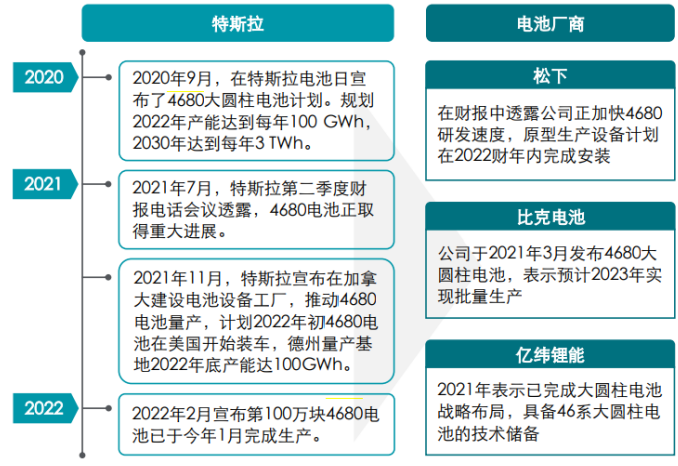 特斯拉
2020
2020年9月，在特斯拉电池日宣
布了4680大圆柱电池计划。规划
2022年产能达到每年100 GWh，
2030年达到每年3 TWh。
2021
2021年7月，特斯拉第二季度财
报电话会议透露，4680电池正取
得重大进展。
2021年11月，特斯拉宣布在加拿
大建设电池设备工厂，推动4680
电池量产，计划2022年初4680电
池在美国开始装车，德州量产基
地2022年底产能达100GWh。
2022
2022年2月宣布第100万块4680电
池已于今年1月完成生产。
电池厂商
松下
在财报中透露公司正加快4680
研发速度，原型生产设备计划
在2022财年内完成安装
比克电池
公司于2021年3月发布4680大
圆柱电池，表示预计2023年实
现批量生产
亿纬锂能
2021年表示已完成大圆柱电池
战略布局，具备46系大圆柱电
池的技术储备